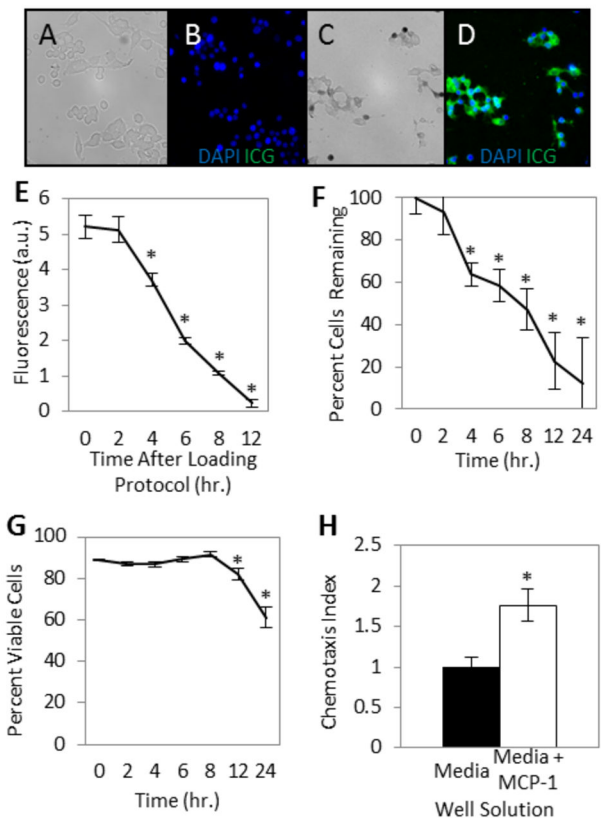 A
B
C
D
DAPI ICG
DAPI ICG
E
Fluorescence (a.u.)
6
5
4
3
2
1
0
*
*
*
*
0 2 4 6 8 12
Time After Loading
Protocol (hr.)
F
Percent Cells Remaining
100
80
60
40
20
0
*
*
*
*
*
0 2 4 6 8 12 24
Time (hr.)
G
Percent Viable Cells
100
80
60
40
20
0
*
*
0 2 4 6 8 12 24
Time (hr.)
H
Chemotaxis Index
2.5
2
1.5
1
0.5
0
*
Media
Media +
MCP-1
Well Solution